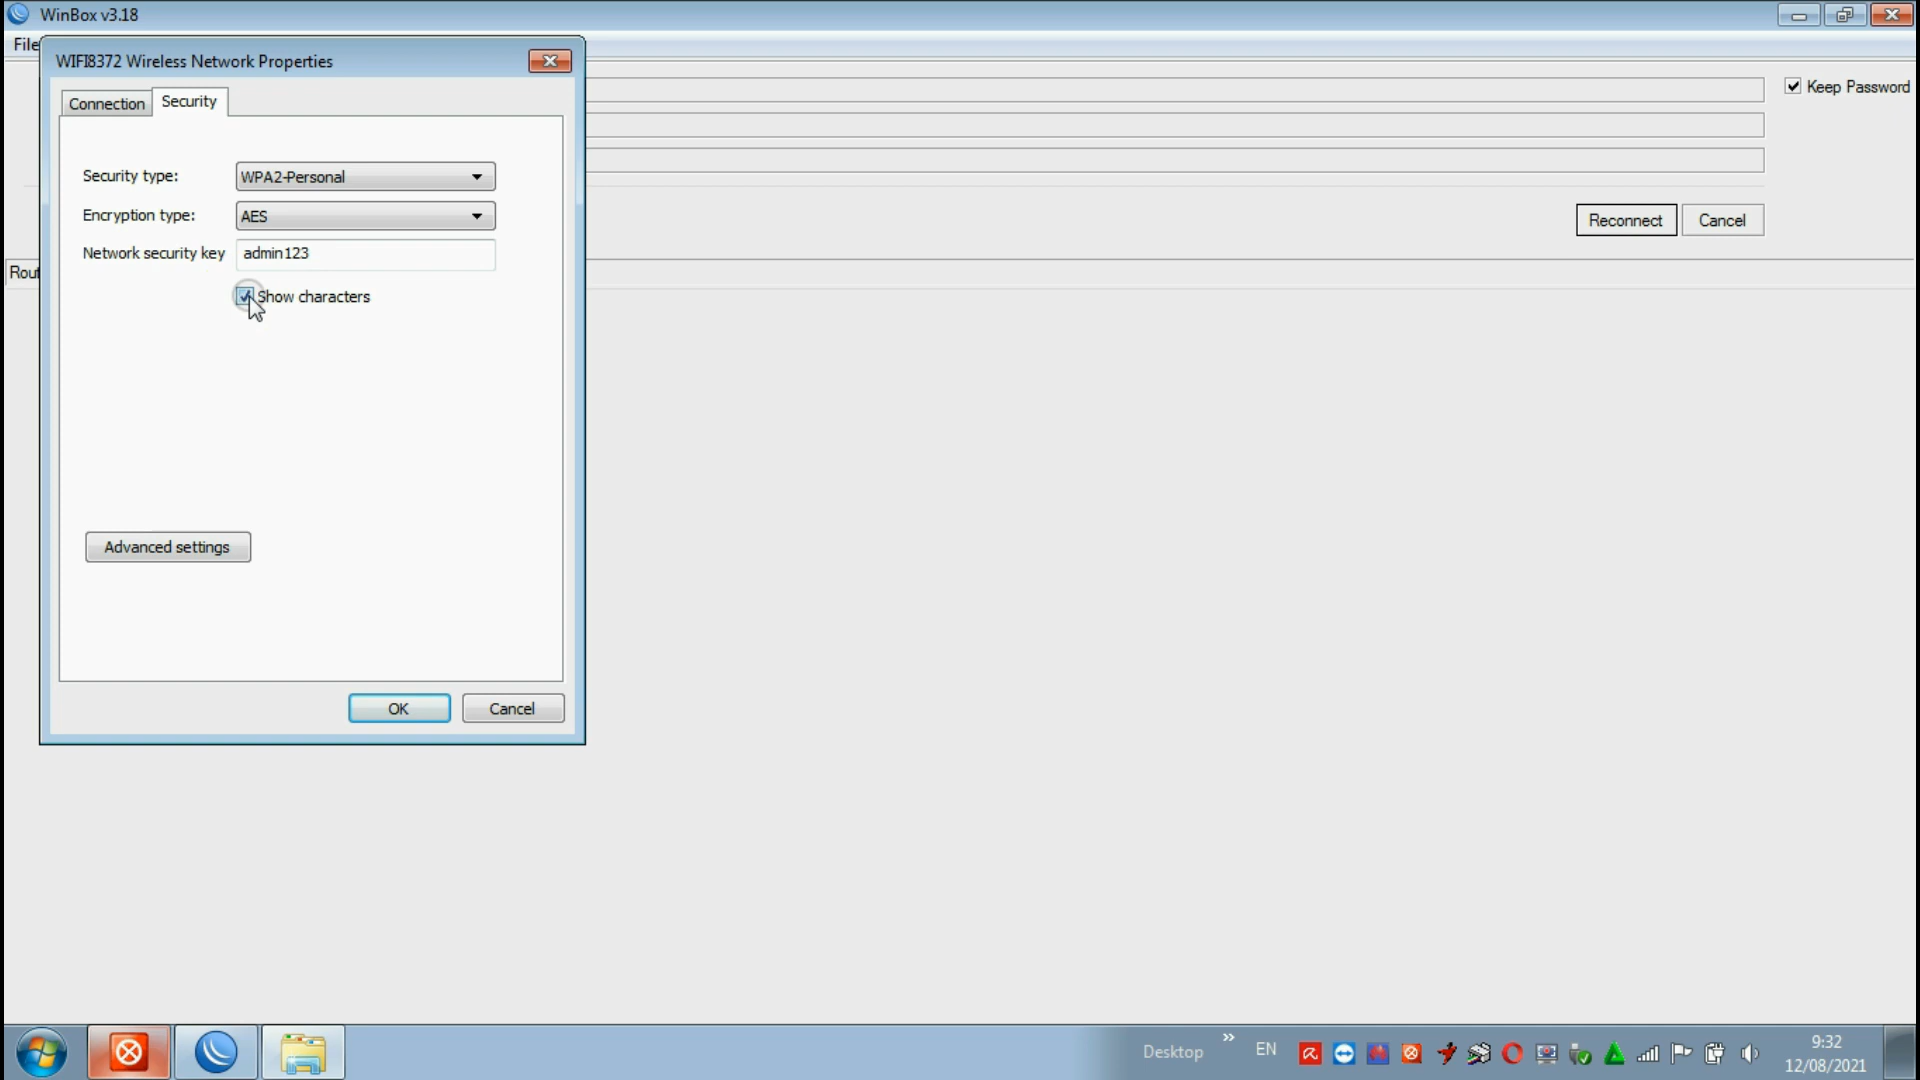 WinBox v3.18
File
WIFI8372 Wireless Network Properties
Keep Password
Connection
Security
Security type:
WPA2-Personal
Encryption type:
AES
Reconnect
Cancel
Network security key
admin123
Rout
Show characters
Advanced settings
OK
Cancel
Desktop
»
EN
9:32
12/08/2021